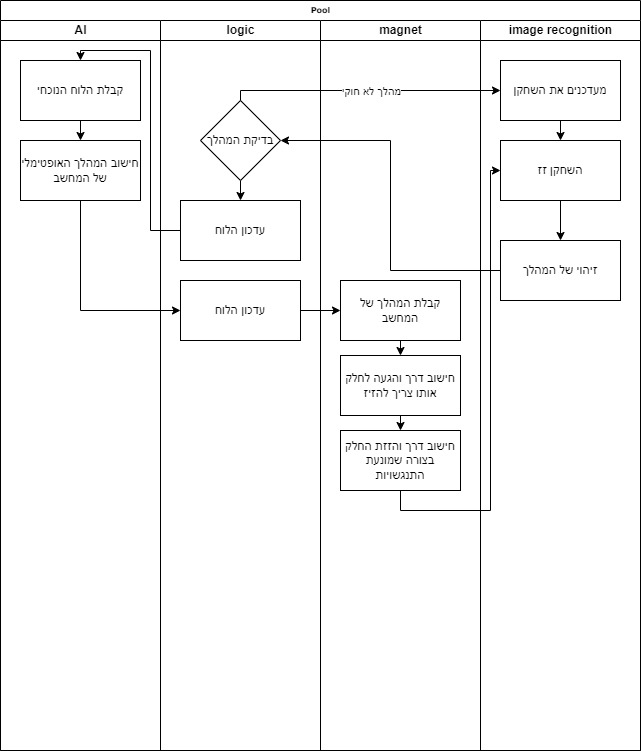 Pool
AI
logic
magnet
image recognition
קבלת הלוח הנוכחי
מהלך לא חוקי
מעדכנים את השחקן
בדיקת המהלך
חישוב המהלך האופטימלי
של המחשב
השחקן זז
עדכון הלוח
זיהוי של המהלך
עדכון הלוח
קבלת המהלך של
המחשב
חישוב דרך והגעה לחלק
אותו צריך להזיז
חישוב דרך והזזת החלק
בצורה שמונעת
התנגשויות